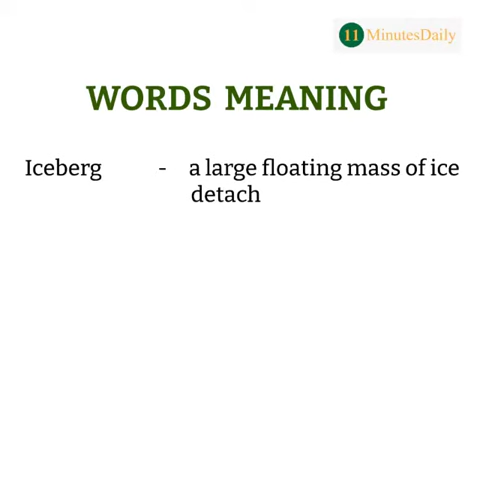 11 MinutesDaily
WORDS MEANING
Iceberg - a large floating mass of ice
detach